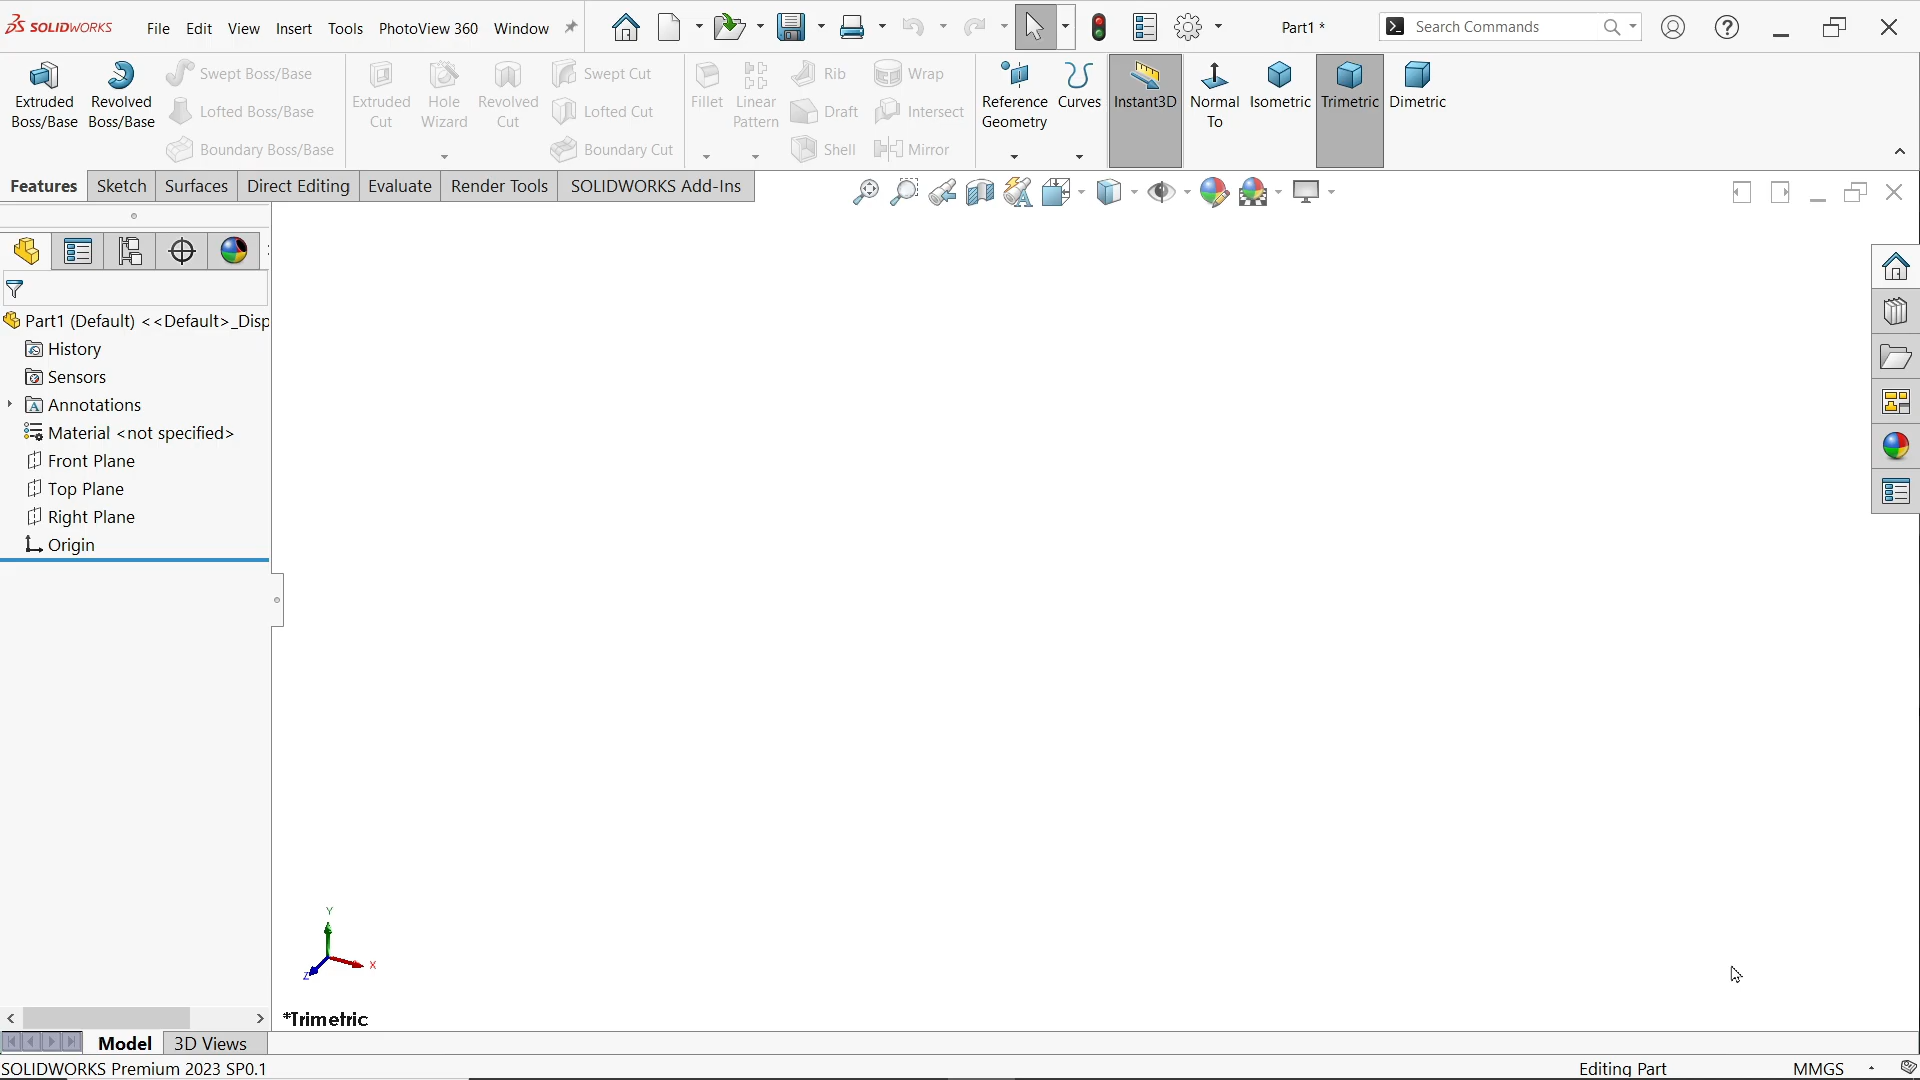 SOLIDWORKS File Edit View Insert Tools PhotoView 360 Window Part1 * Search Commands
Extruded Boss/Base
Revolved Boss/Base
Swept Boss/Base
Lofted Boss/Base
Boundary Boss/Base
Extruded Cut
Hole Wizard
Revolved Cut
Swept Cut
Lofted Cut
Boundary Cut
Fillet
Linear Pattern
Rib
Draft
Shell
Wrap
Intersect
Mirror
Reference Geometry
Curves
Instant3D
Normal To
Isometric
Trimetric
Dimetric
Features Sketch Surfaces Direct Editing Evaluate Render Tools SOLIDWORKS Add-Ins
Part1 (Default) <<Default>_Disp
History
Sensors
Annotations
Material <not specified>
Front Plane
Top Plane
Right Plane
Origin
Y
X
Z
*Trimetric
Model 3D Views
SOLIDWORKS Premium 2023 SP0.1 Editing Part MMGS